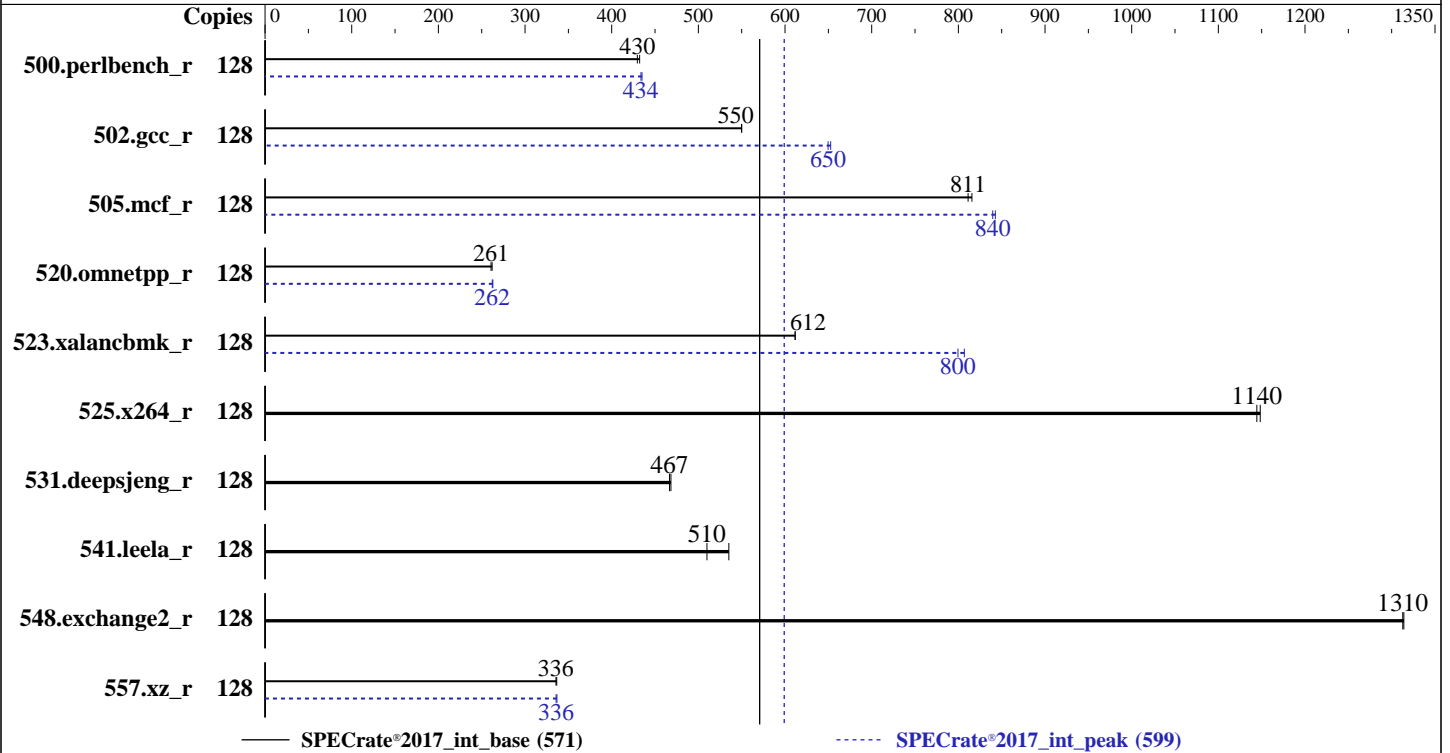 Copies 0 100 200 300 400 500 600 700 800 900 1000 1100 1200 1350
500.perlbench_r 128 430
434
502.gcc_r 128 550
650
505.mcf_r 128 811
840
520.omnetpp_r 128 261
262
523.xalancbmk_r 128 612
800
525.x264_r 128 1140
531.deepsjeng_r 128 467
541.leela_r 128 510
548.exchange2_r 128 1310
557.xz_r 128 336
336
SPECrate®2017_int_base (571) SPECrate®2017_int_peak (599)